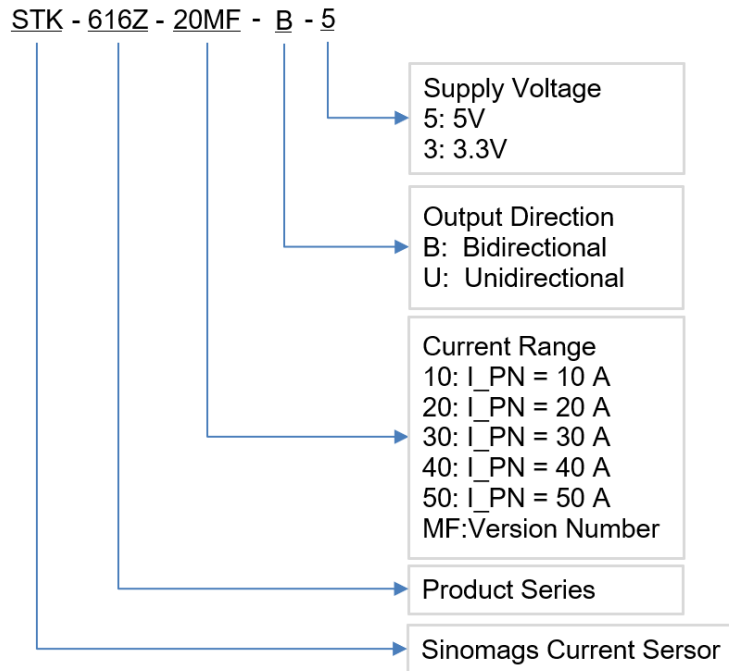 STK - 616Z - 20MF - B - 5
Supply Voltage
5: 5V
3: 3.3V
Output Direction
B: Bidirectional
U: Unidirectional
Current Range
10: I_PN = 10 A
20: I_PN = 20 A
30: I_PN = 30 A
40: I_PN = 40 A
50: I_PN = 50 A
MF:Version Number
Product Series
Sinomags Current Sersor